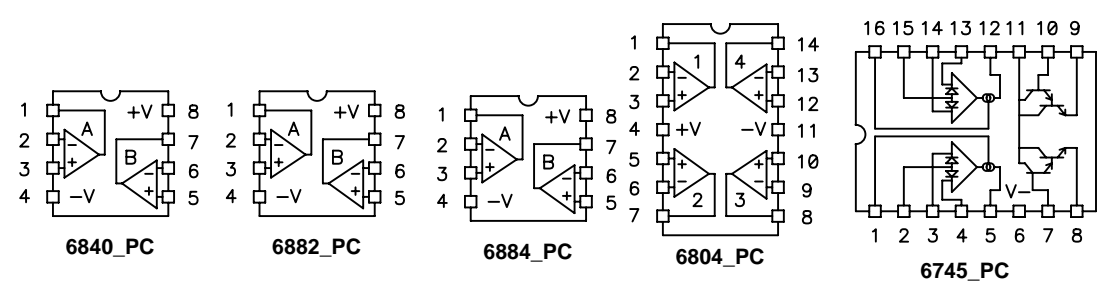 1 A +V 8
2 − 7
3 + B − 6
4 −V + 5
6840_PC
1 A +V 8
2 − 7
3 + B − 6
4 −V + 5
6882_PC
1 A +V 8
2 − 7
3 + B − 6
4 −V + 5
6884_PC
1 14
2 − 1 4 − 13
3 + + 12
4 +V −V 11
5 + + 10
6 − − 9
7 2 3 8
6804_PC
16 15 14 13 12 11 10 9
V−
1 2 3 4 5 6 7 8
6745_PC